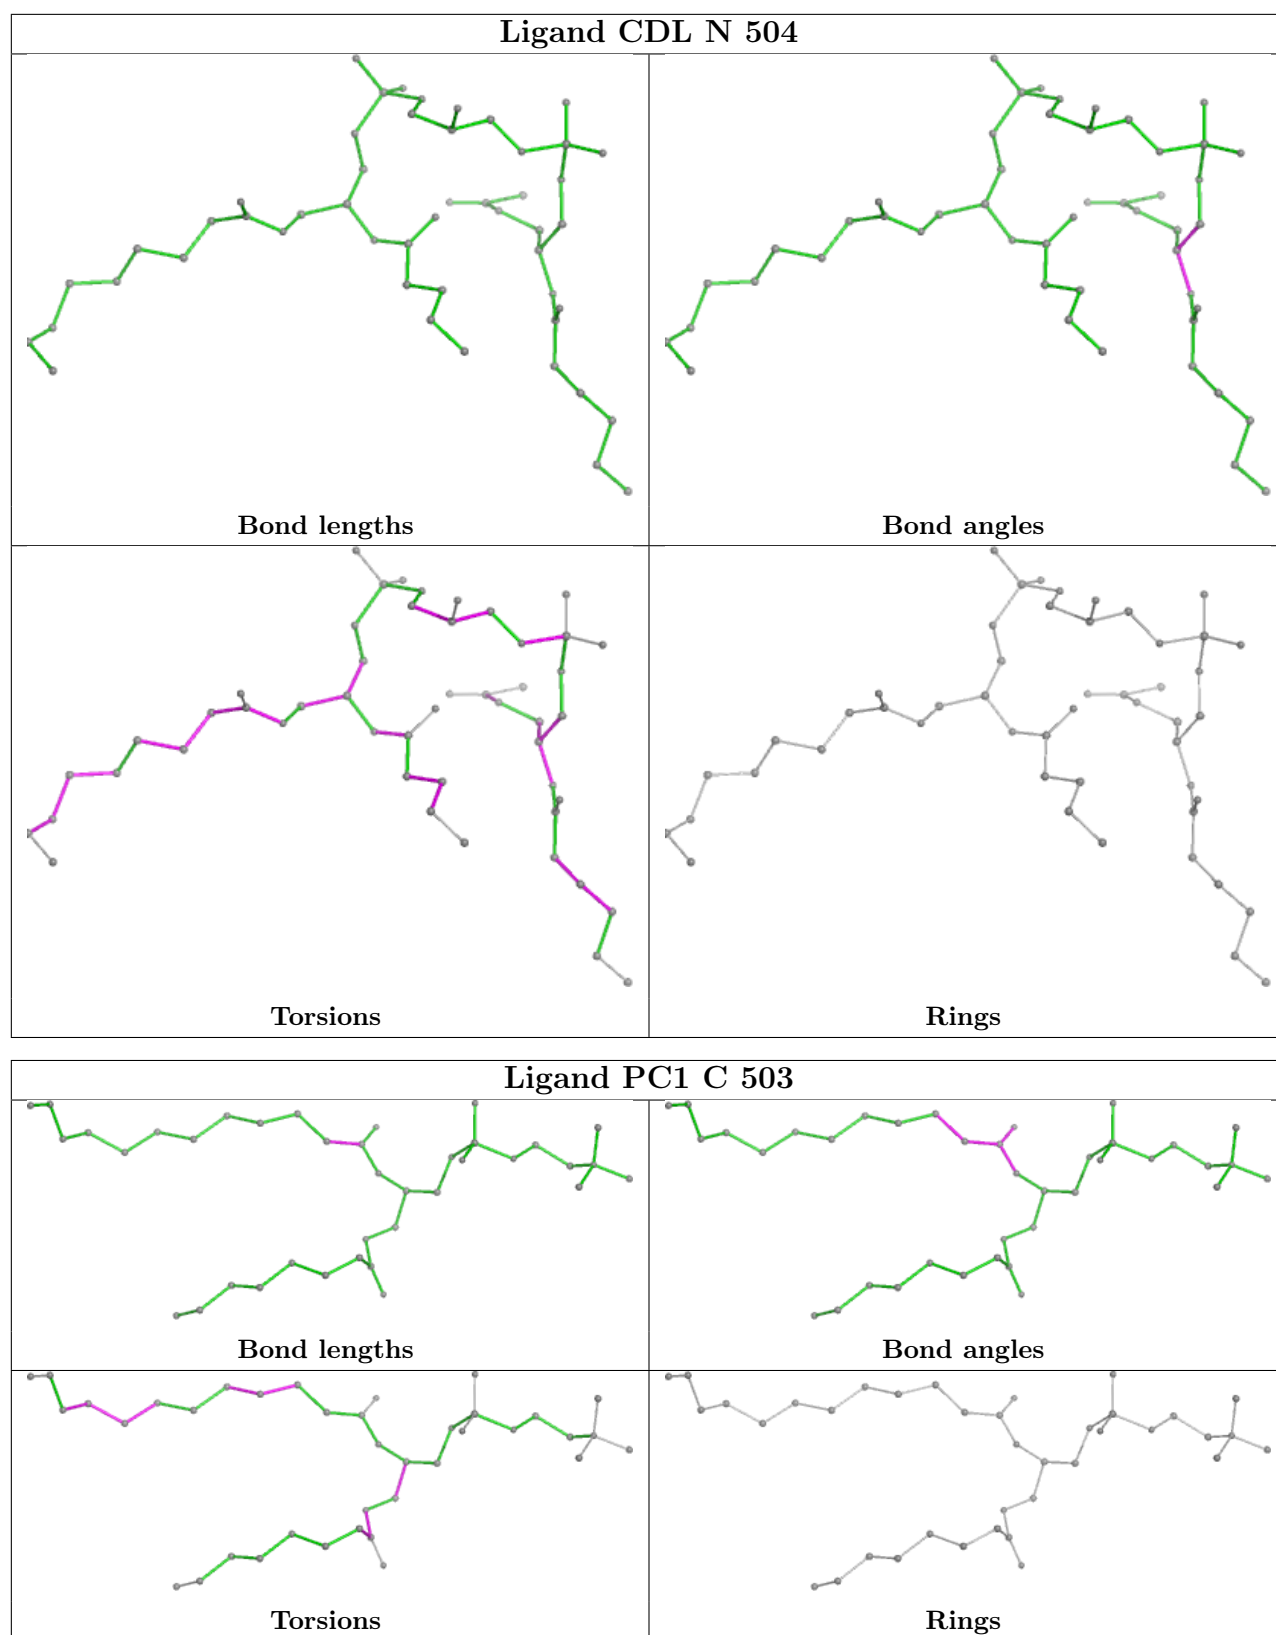 Ligand CDL N 504
Bond lengths
Bond angles
Torsions
Rings
Ligand PC1 C 503
Bond lengths
Bond angles
Torsions
Rings